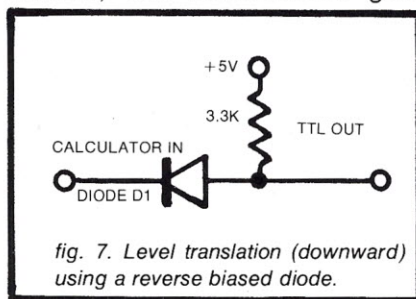 +5V
3.3K
TTL OUT
CALCULATOR IN
DIODE D1
fig. 7. Level translation (downward)
using a reverse biased diode.